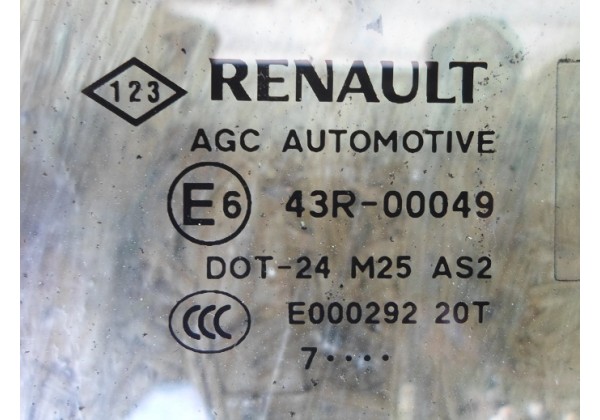 123 RENAULT
AGC AUTOMOTIVE
E6 43R-00049
DOT-24 M25 AS2
CCC E000292 20T
7····